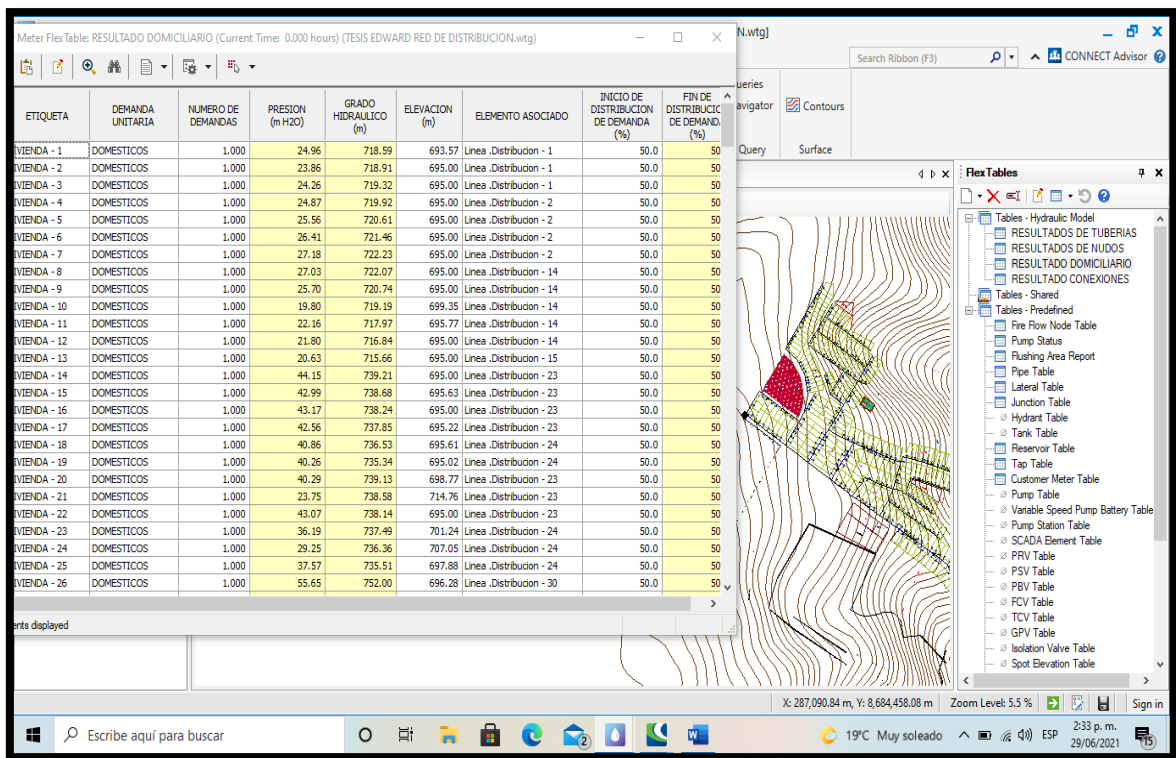 Meter FlexTable: RESULTADO DOMICILIARIO (Current Time: 0.000 hours) (TESIS EDWARD RED DE DISTRIBUCION.wtg)
N.wtg]
Search Ribbon (F3)
CONNECT Advisor
ueries
avigator
Contours
Query
Surface
ETIQUETA DEMANDA UNITARIA NUMERO DE DEMANDAS PRESION (m H2O) GRADO HIDRAULICO (m) ELEVACION (m) ELEMENTO ASOCIADO INICIO DE DISTRIBUCION DE DEMANDA (%) FIN DE DISTRIBUCIC DE DEMAND. (%)
IVIENDA - 1 DOMESTICOS 1.000 24.96 718.59 693.57 Linea .Distribucion - 1 50.0 50
IVIENDA - 2 DOMESTICOS 1.000 23.86 718.91 695.00 Linea .Distribucion - 1 50.0 50
IVIENDA - 3 DOMESTICOS 1.000 24.26 719.32 695.00 Linea .Distribucion - 1 50.0 50
IVIENDA - 4 DOMESTICOS 1.000 24.87 719.92 695.00 Linea .Distribucion - 2 50.0 50
IVIENDA - 5 DOMESTICOS 1.000 25.56 720.61 695.00 Linea .Distribucion - 2 50.0 50
IVIENDA - 6 DOMESTICOS 1.000 26.41 721.46 695.00 Linea .Distribucion - 2 50.0 50
IVIENDA - 7 DOMESTICOS 1.000 27.18 722.23 695.00 Linea .Distribucion - 2 50.0 50
IVIENDA - 8 DOMESTICOS 1.000 27.03 722.07 695.00 Linea .Distribucion - 14 50.0 50
IVIENDA - 9 DOMESTICOS 1.000 25.70 720.74 695.00 Linea .Distribucion - 14 50.0 50
IVIENDA - 10 DOMESTICOS 1.000 19.80 719.19 699.35 Linea .Distribucion - 14 50.0 50
IVIENDA - 11 DOMESTICOS 1.000 22.16 717.97 695.77 Linea .Distribucion - 14 50.0 50
IVIENDA - 12 DOMESTICOS 1.000 21.80 716.84 695.00 Linea .Distribucion - 14 50.0 50
IVIENDA - 13 DOMESTICOS 1.000 20.63 715.66 695.00 Linea .Distribucion - 15 50.0 50
IVIENDA - 14 DOMESTICOS 1.000 44.15 739.21 695.00 Linea .Distribucion - 23 50.0 50
IVIENDA - 15 DOMESTICOS 1.000 42.99 738.68 695.63 Linea .Distribucion - 23 50.0 50
IVIENDA - 16 DOMESTICOS 1.000 43.17 738.24 695.00 Linea .Distribucion - 23 50.0 50
IVIENDA - 17 DOMESTICOS 1.000 42.56 737.85 695.22 Linea .Distribucion - 23 50.0 50
IVIENDA - 18 DOMESTICOS 1.000 40.86 736.53 695.61 Linea .Distribucion - 24 50.0 50
IVIENDA - 19 DOMESTICOS 1.000 40.26 735.34 695.02 Linea .Distribucion - 24 50.0 50
IVIENDA - 20 DOMESTICOS 1.000 40.29 739.13 698.77 Linea .Distribucion - 23 50.0 50
IVIENDA - 21 DOMESTICOS 1.000 23.75 738.58 714.76 Linea .Distribucion - 23 50.0 50
IVIENDA - 22 DOMESTICOS 1.000 43.07 738.14 695.00 Linea .Distribucion - 23 50.0 50
IVIENDA - 23 DOMESTICOS 1.000 36.19 737.49 701.24 Linea .Distribucion - 24 50.0 50
IVIENDA - 24 DOMESTICOS 1.000 29.25 736.36 707.05 Linea .Distribucion - 24 50.0 50
IVIENDA - 25 DOMESTICOS 1.000 37.57 735.51 697.88 Linea .Distribucion - 24 50.0 50
IVIENDA - 26 DOMESTICOS 1.000 55.65 752.00 696.28 Linea .Distribucion - 30 50.0 50
ents displayed
FlexTables
Tables - Hydraulic Model
RESULTADOS DE TUBERIAS
RESULTADOS DE NUDOS
RESULTADO DOMICILIARIO
RESULTADO CONEXIONES
Tables - Shared
Tables - Predefined
Fire Flow Node Table
Pump Status
Flushing Area Report
Pipe Table
Lateral Table
Junction Table
Hydrant Table
Tank Table
Reservoir Table
Tap Table
Customer Meter Table
Pump Table
Variable Speed Pump Battery Table
Pump Station Table
SCADA Element Table
PRV Table
PSV Table
PBV Table
FCV Table
TCV Table
GPV Table
Isolation Valve Table
Spot Elevation Table
X: 287,090.84 m, Y: 8,684,458.08 m Zoom Level: 5.5 % Sign in
Escribe aquí para buscar
2
19°C Muy soleado
ESP
2:33 p. m.
29/06/2021
15